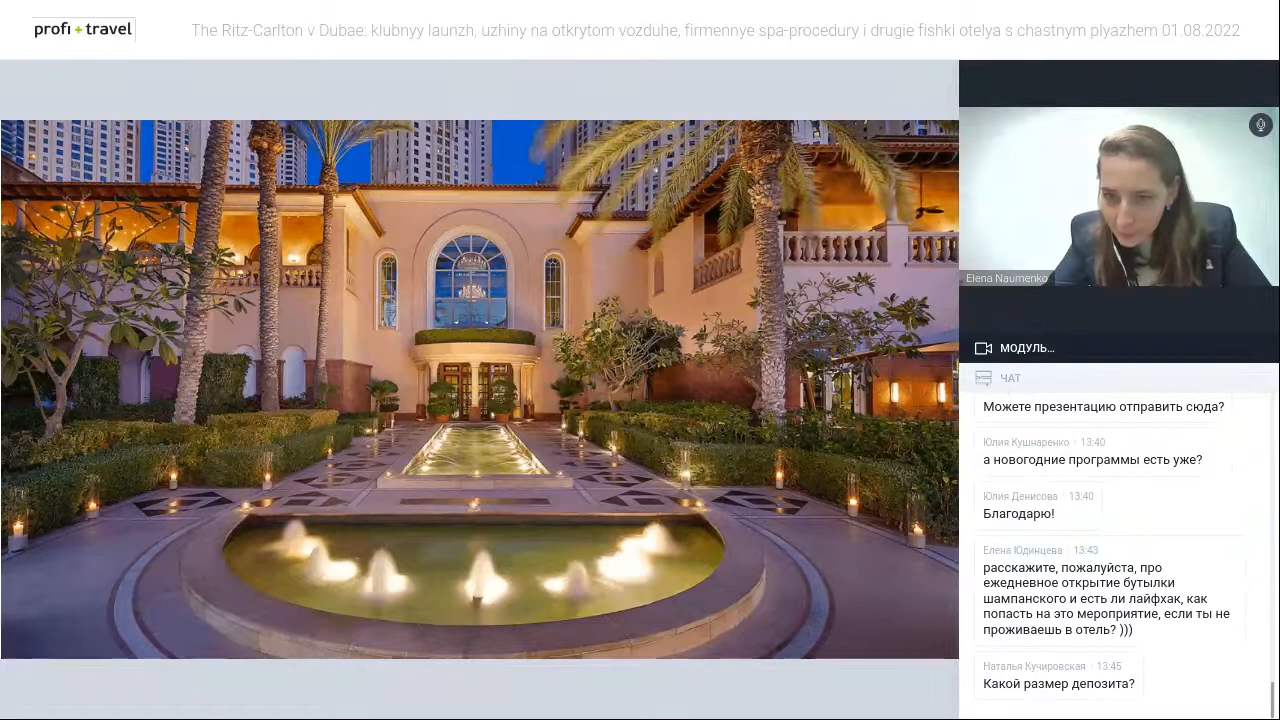 profi + travel
The Ritz-Carlton v Dubae: klubnyy launzh, uzhiny na otkrytom vozduhe, firmennye spa-procedury i drugie fishki otelya s chastnym plyazhem 01.08.2022
Elena Naumenko
МОДУЛЬ...
ЧАТ
Можете презентацию отправить сюда?
Юлия Кушнаренко 13:40
а новогодние программы есть уже?
Юлия Денисова 13:40
Благодарю!
Елена Юдинцева 13:43
расскажите, пожалуйста, про
ежедневное открытие бутылки
шампанского и есть ли лайфхак, как
попасть на это мероприятие, если ты не
проживаешь в отель? )))
Наталья Кучировская 13:45
Какой размер депозита?